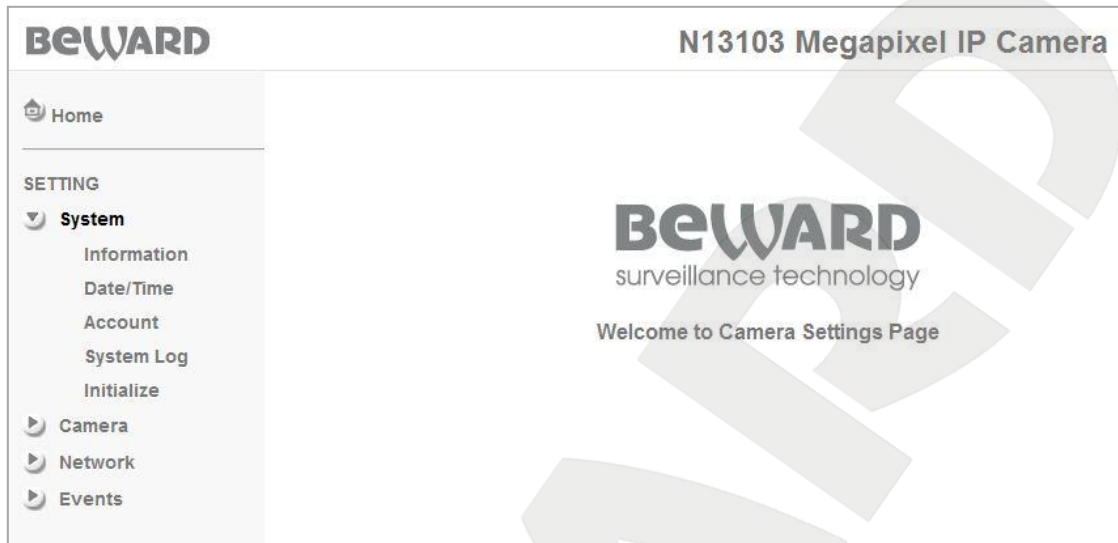 BEWARD
N13103 Megapixel IP Camera
Home
SETTING
System
Information
Date/Time
Account
System Log
Initialize
Camera
Network
Events
BEWARD
surveillance technology
Welcome to Camera Settings Page